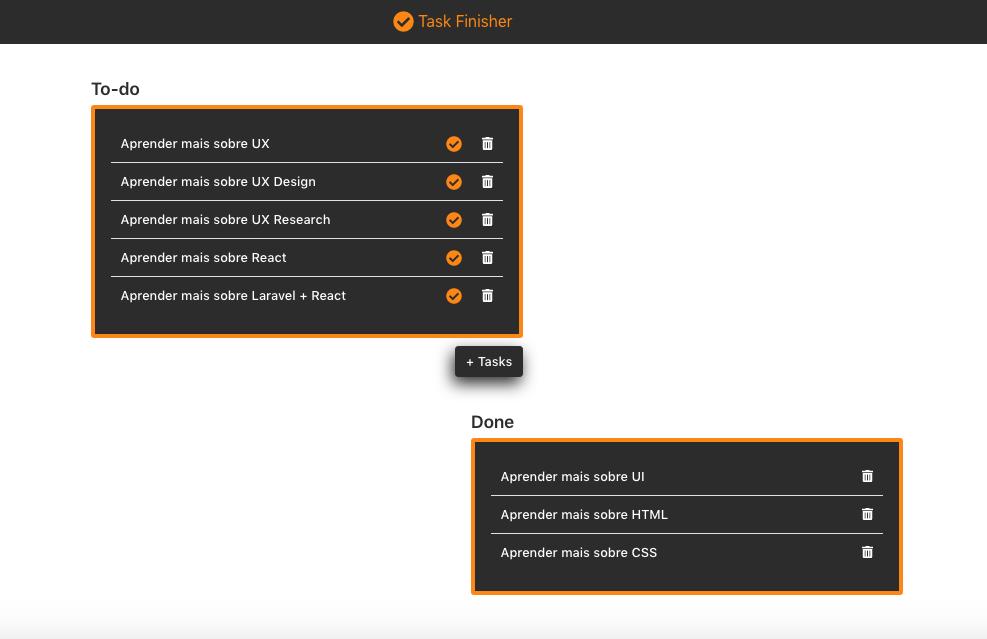 Task Finisher
To-do
Aprender mais sobre UX
Aprender mais sobre UX Design
Aprender mais sobre UX Research
Aprender mais sobre React
Aprender mais sobre Laravel + React
+ Tasks
Done
Aprender mais sobre UI
Aprender mais sobre HTML
Aprender mais sobre CSS